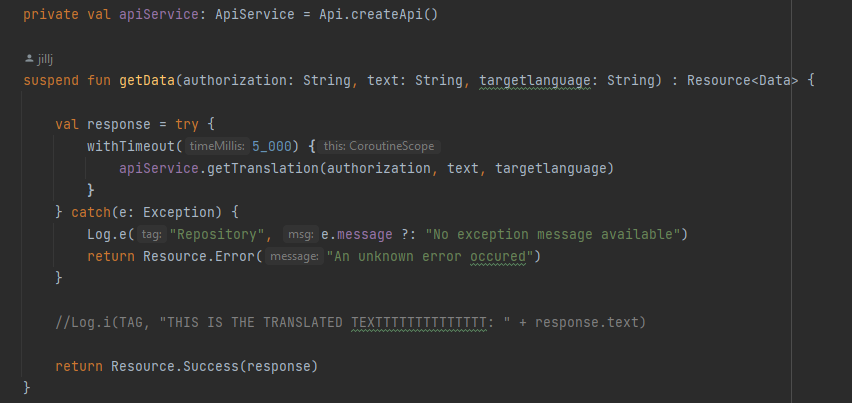 private val apiService: ApiService = Api.createApi()
jillj
suspend fun getData(authorization: String, text: String, targetlanguage: String) : Resource<Data> {
val response = try {
withTimeout( timeMillis: 5_000) { this: CoroutineScope
apiService.getTranslation(authorization, text, targetlanguage)
}
} catch(e: Exception) {
Log.e( tag: "Repository", msg: e.message ?: "No exception message available")
return Resource.Error( message: "An unknown error occured")
}
//Log.i(TAG, "THIS IS THE TRANSLATED TEXTTTTTTTTTTTTTT: " + response.text)
return Resource.Success(response)
}